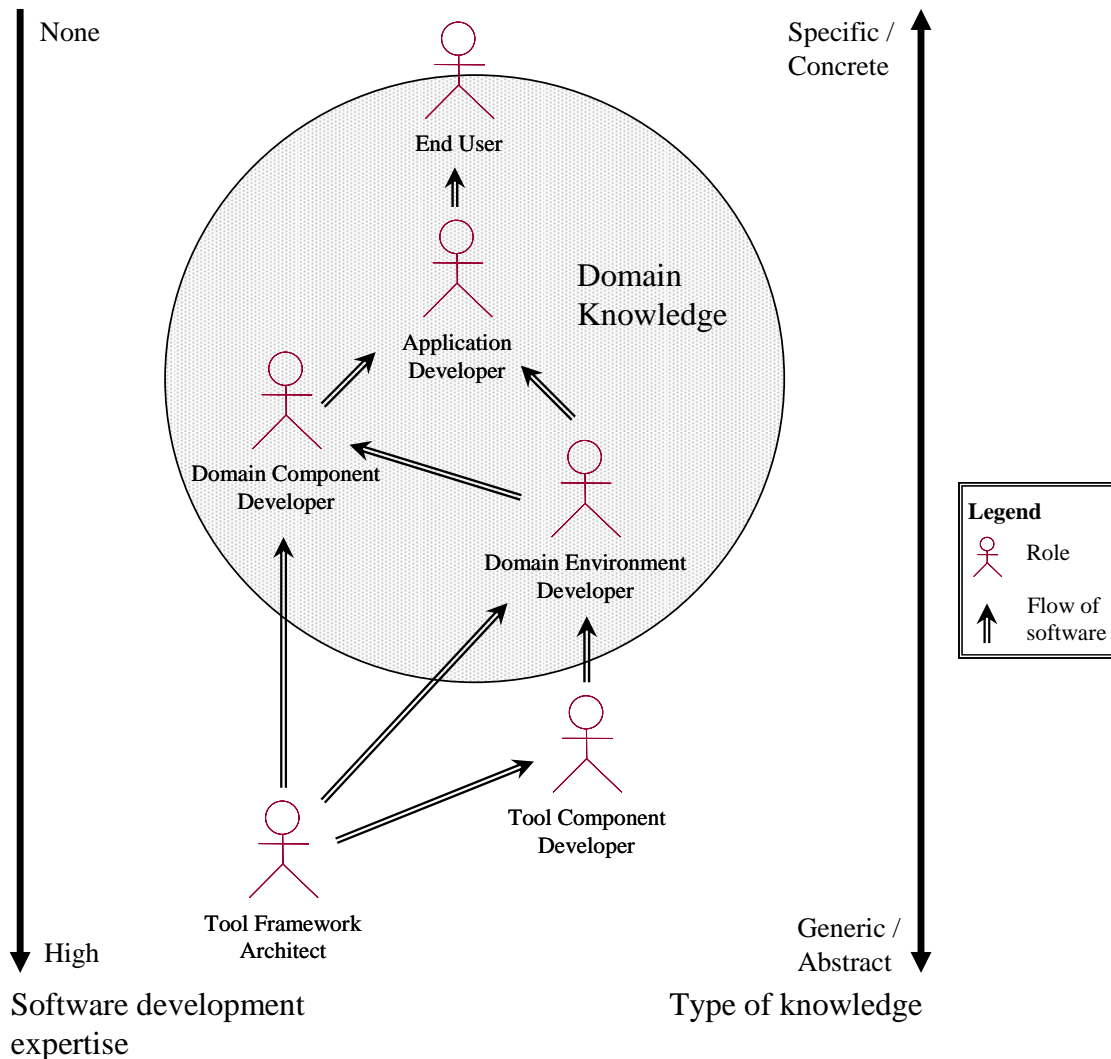 None
Specific /
Concrete
End User
Domain
Knowledge
Application
Developer
Domain Component
Developer
Domain Environment
Developer
Legend
Role
Flow of
software
Tool Component
Developer
Tool Framework
Architect
High
Generic /
Abstract
Software development
expertise
Type of knowledge